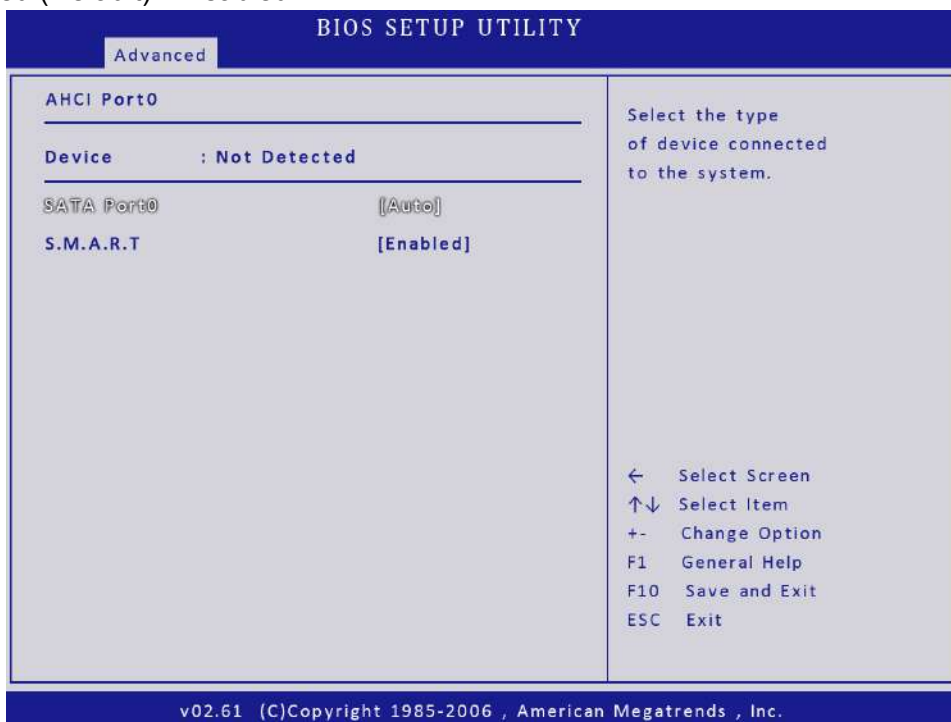 BIOS SETUP UTILITY
Advanced
AHCI Port0
Device : Not Detected
SATA Port0 [Auto]
S.M.A.R.T [Enabled]
Select the type
of device connected
to the system.
← Select Screen
↑↓ Select Item
+- Change Option
F1 General Help
F10 Save and Exit
ESC Exit
v02.61 (C)Copyright 1985-2006 , American Megatrends , Inc.